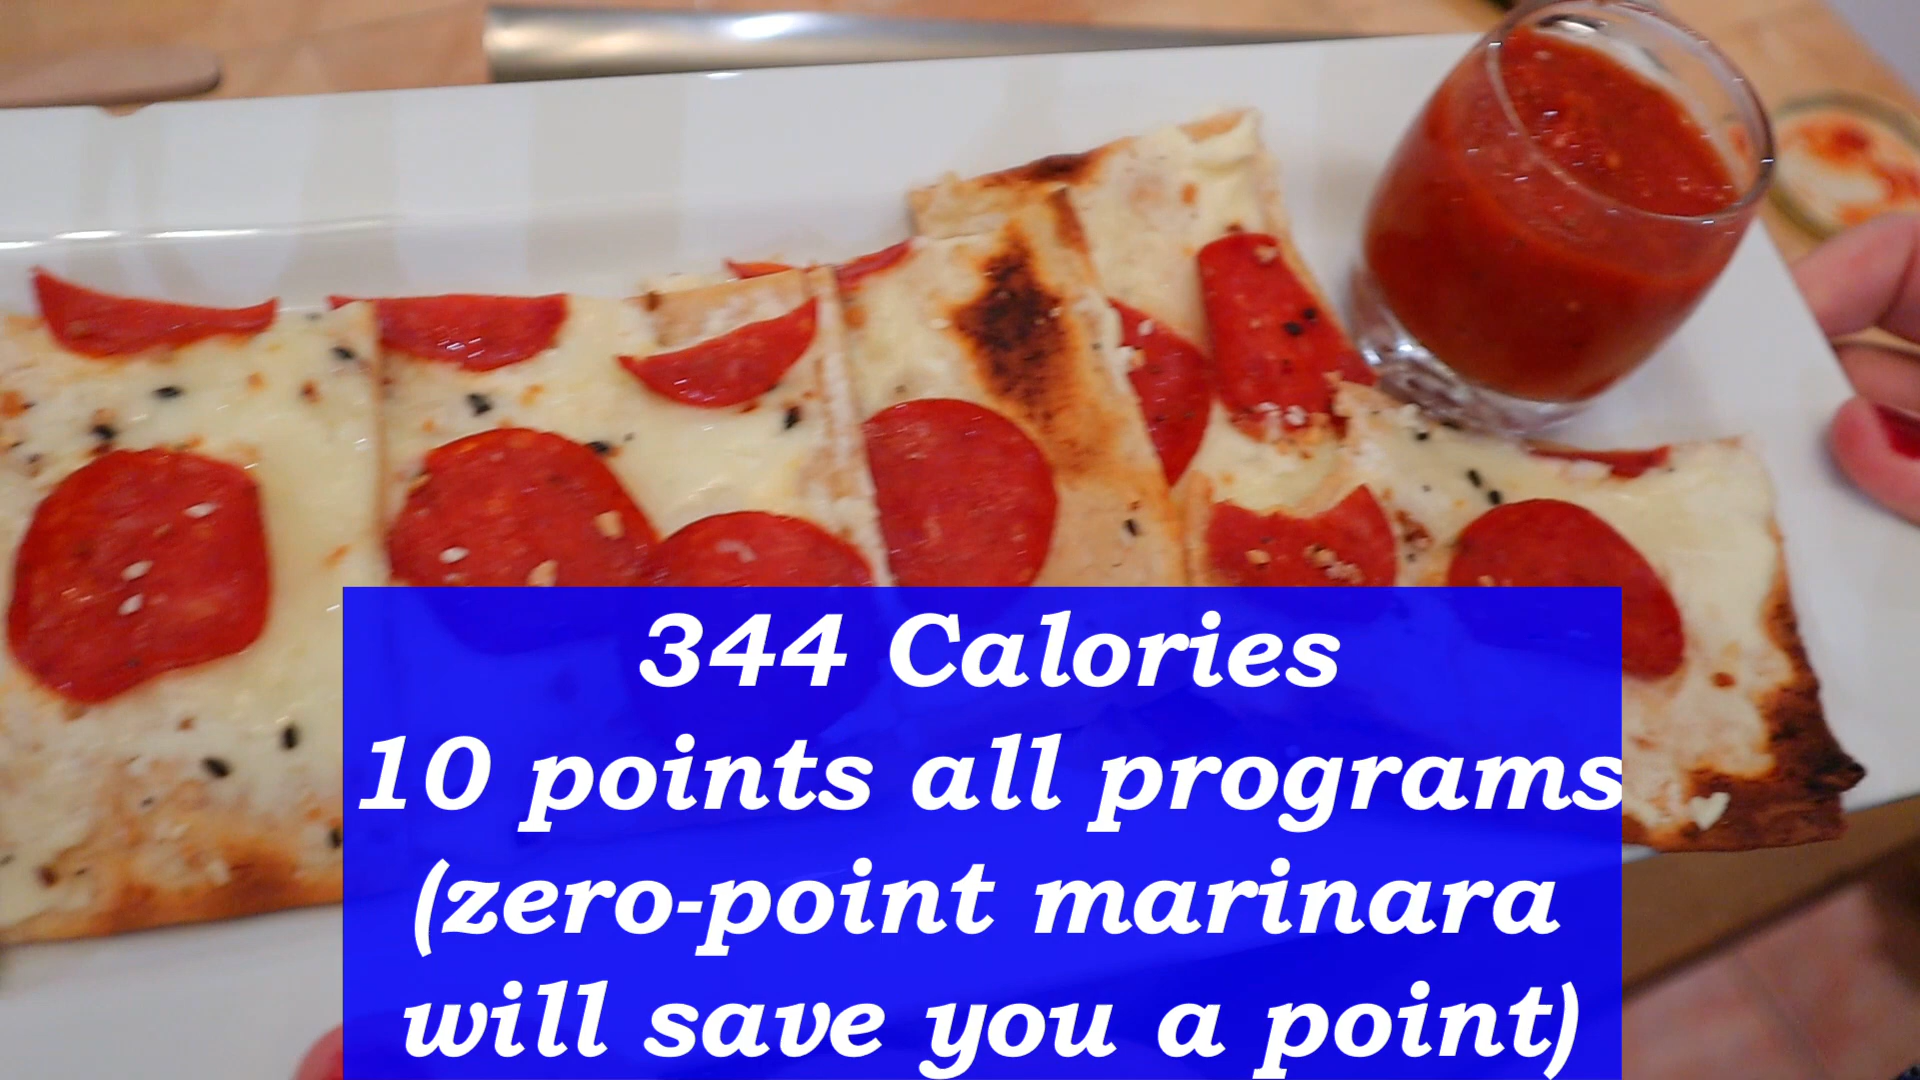 344 Calories
10 points all programs
(zero-point marinara
will save you a point)